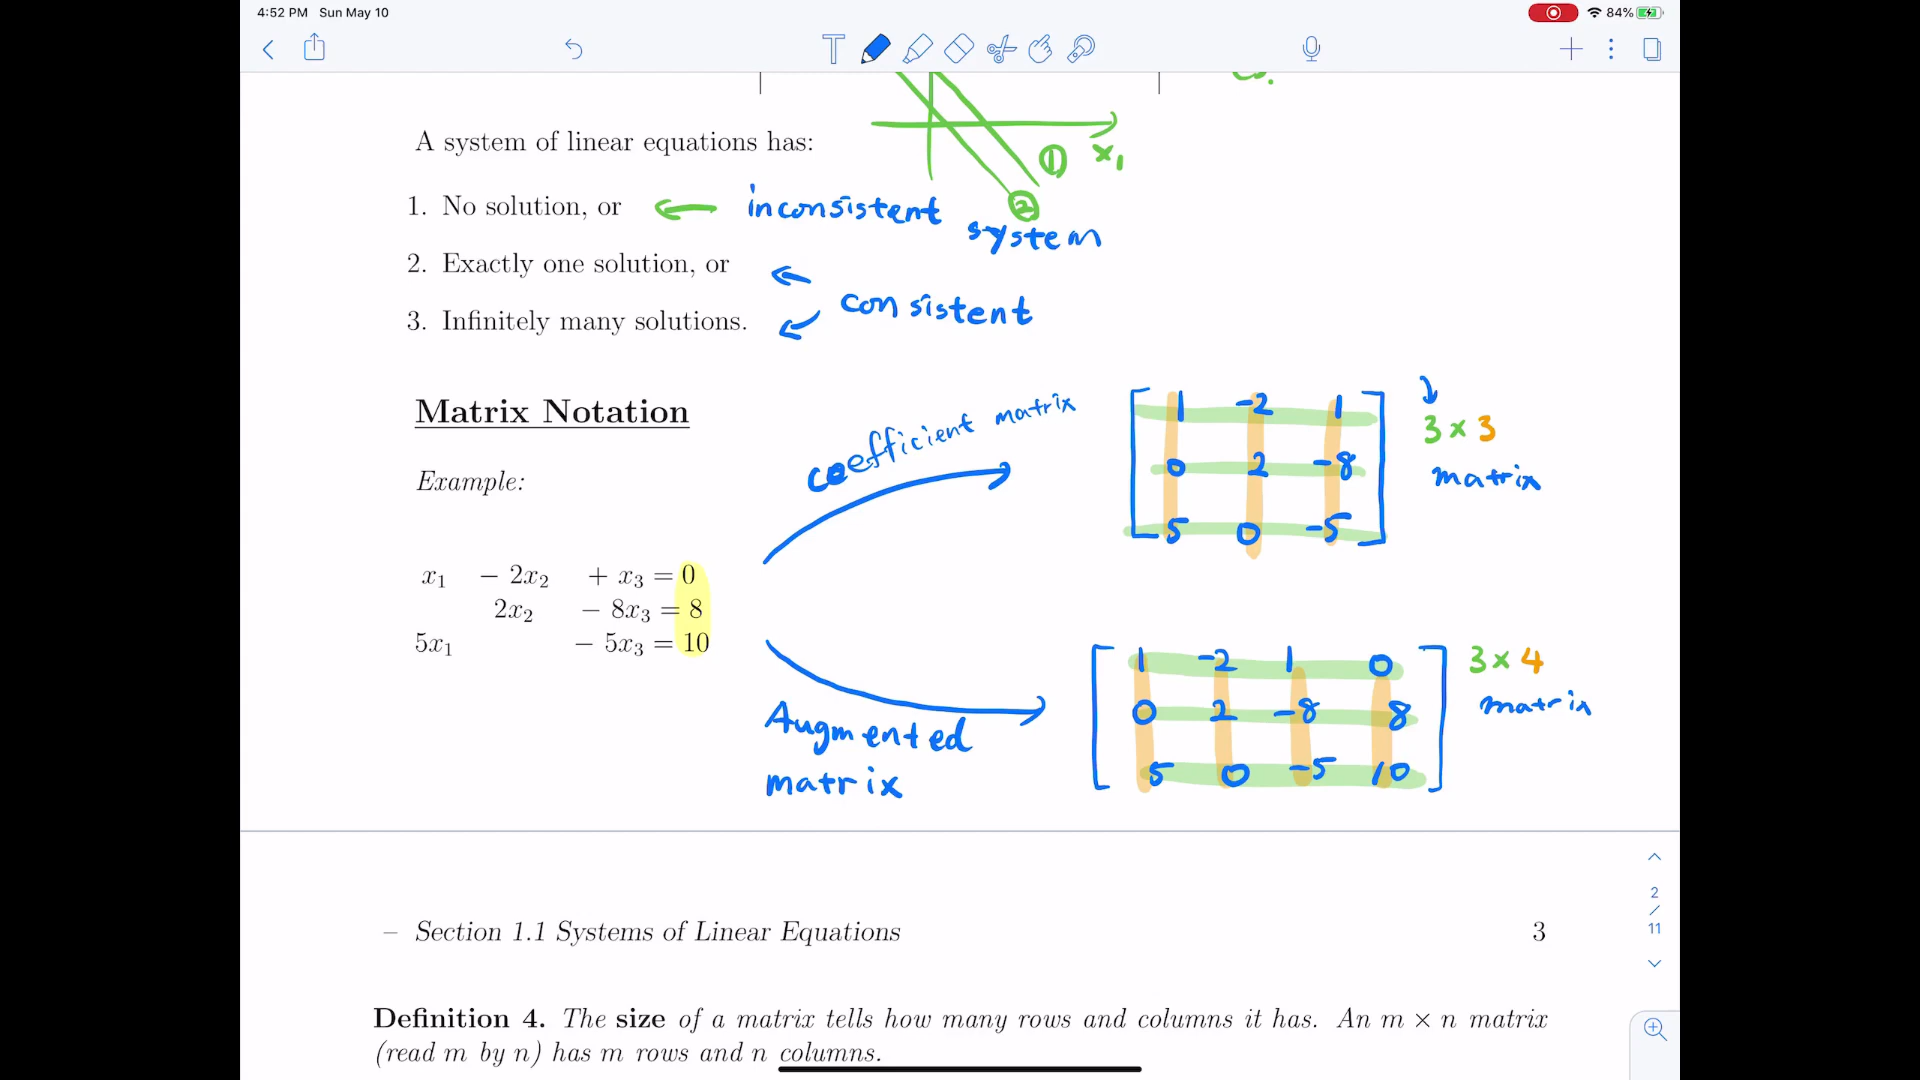 4:52 PM Sun May 10
84%
T
A system of linear equations has:
① x₁
1. No solution, or ← inconsistent
② system
2. Exactly one solution, or ←
consistent
3. Infinitely many solutions. ↙
Matrix Notation
coefficient matrix
Example:
1 -2 1
0 2 -8
5 0 -5
3 × 3
matrix
x₁ − 2x₂ + x₃ = 0
2x₂ − 8x₃ = 8
5x₁ − 5x₃ = 10
Augmented
matrix
1 -2 1 0
0 2 -8 8
5 0 -5 10
3 × 4
matrix
2
/
11
– Section 1.1 Systems of Linear Equations 3
Definition 4. The size of a matrix tells how many rows and columns it has. An m × n matrix
(read m by n) has m rows and n columns.